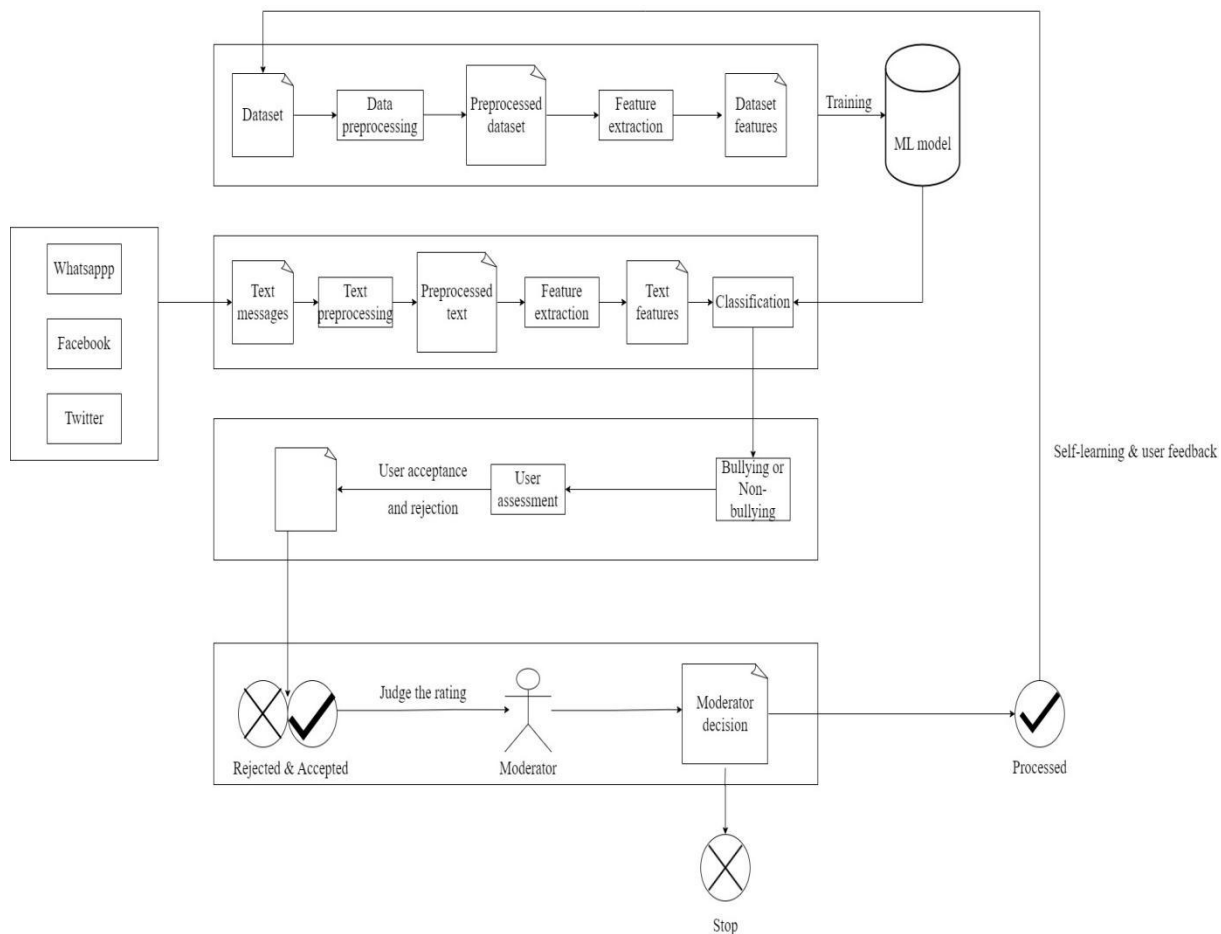 Dataset
Data
preprocessing
Preprocessed
dataset
Feature
extraction
Dataset
features
Training
ML model
Whatsappp
Facebook
Twitter
Text
messages
Text
preprocessing
Preprocessed
text
Feature
extraction
Text
features
Classification
User acceptance
and rejection
User
assessment
Bullying or
Non-
bullying
Self-learning & user feedback
Judge the rating
Rejected & Accepted
Moderator
Moderator
decision
Processed
Stop